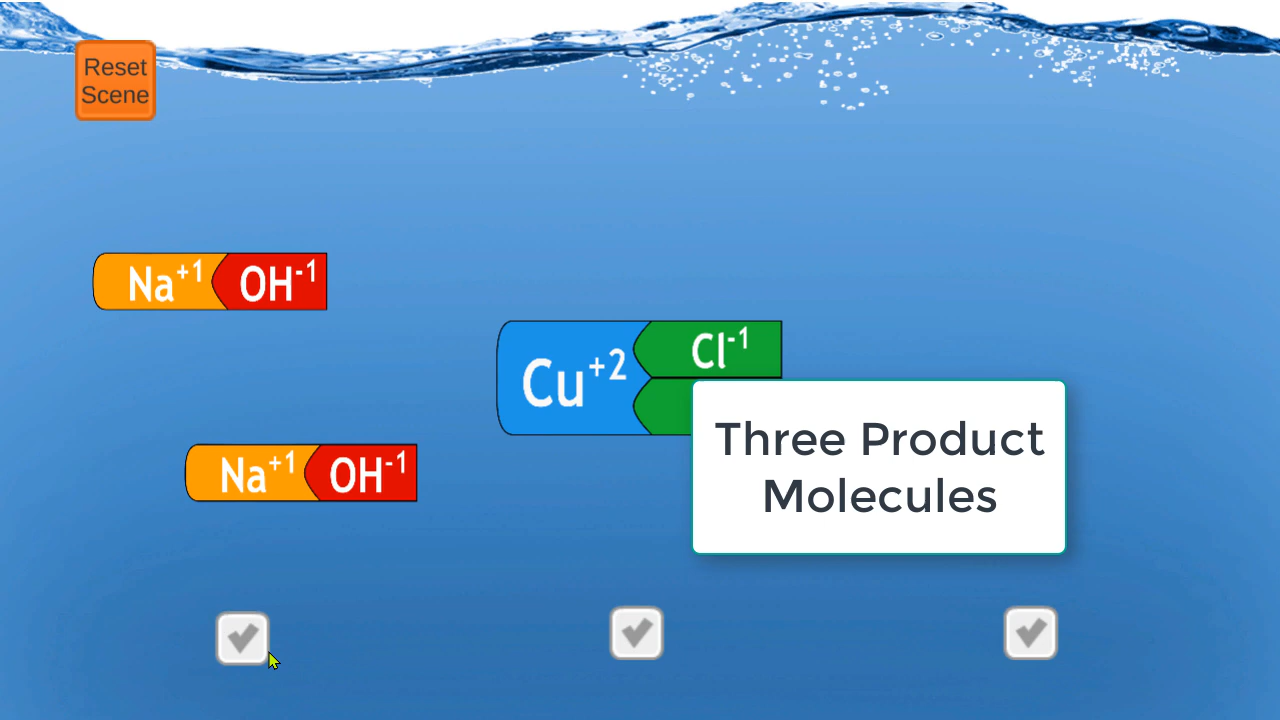 Reset
Scene
Na⁺¹ OH⁻¹
Cu⁺² Cl⁻¹
Three Product
Molecules
Na⁺¹ OH⁻¹